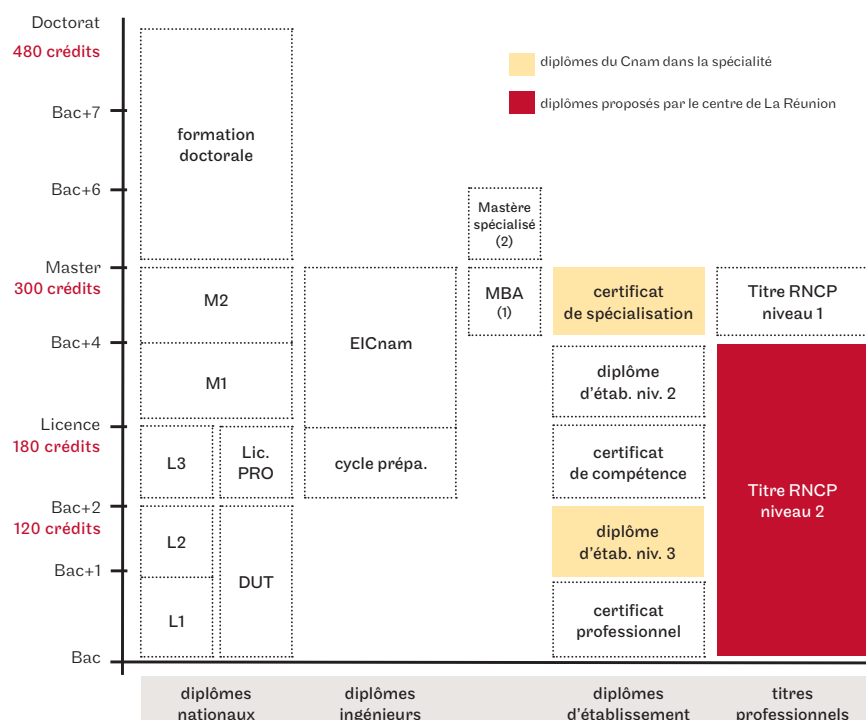 Doctorat
480 crédits
Bac+7
Bac+6
Master
300 crédits
Bac+4
Licence
180 crédits
Bac+2
120 crédits
Bac+1
Bac
diplômes du Cnam dans la spécialité
diplômes proposés par le centre de La Réunion
formation
doctorale
M2
M1
L3
Lic.
PRO
L2
DUT
L1
EICnam
cycle prépa.
Mastère
spécialisé
(2)
MBA
(1)
certificat
de spécialisation
diplôme
d'étab. niv. 2
certificat
de compétence
diplôme
d'étab. niv. 3
certificat
professionnel
Titre RNCP
niveau 1
Titre RNCP
niveau 2
diplômes
nationaux
diplômes
ingénieurs
diplômes
d'établissement
titres
professionnels